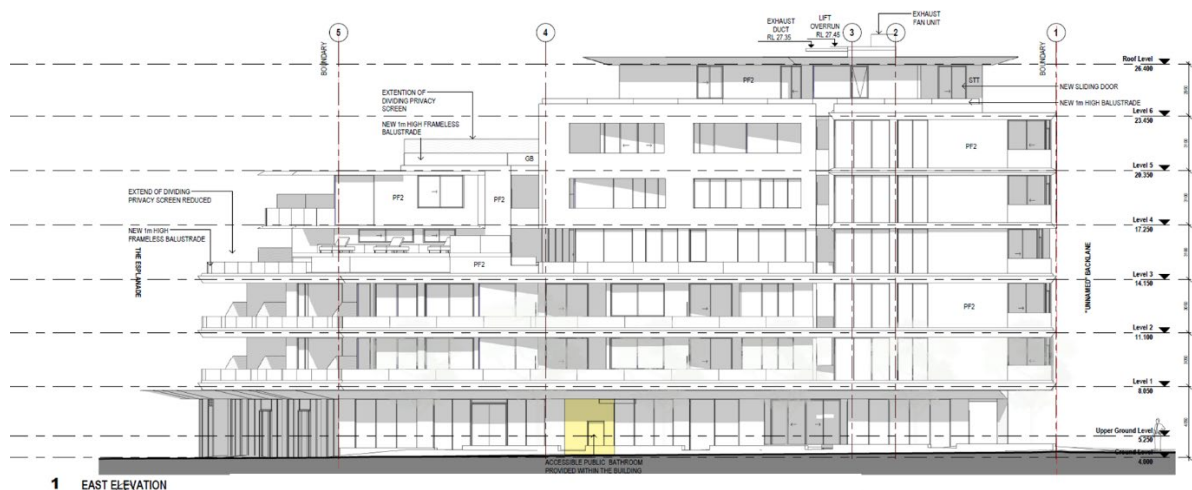 EXHAUST
FAN UNIT
EXHAUST
DUCT
RL 27.35
LIFT
OVERRUN
RL 27.45
5
4
3
2
1
BOUNDARY
BOUNDARY
Roof Level
26.400
PF2
STT
NEW SLIDING DOOR
EXTENTION OF
DIVIDING PRIVACY
SCREEN
NEW 1m HIGH BALUSTRADE
Level 6
23.450
NEW 1m HIGH FRAMELESS
BALUSTRADE
GB
PF2
Level 5
20.350
EXTEND OF DIVIDING
PRIVACY SCREEN REDUCED
PF2
PF2
Level 4
17.250
NEW 1m HIGH
FRAMELESS BALUSTRADE
THE ESPLANADE
PF2
"UNNAMED" BACKLANE
Level 3
14.150
PF2
Level 2
11.100
Level 1
8.050
Upper Ground Level
5.250
Ground Level
4.000
ACCESSIBLE PUBLIC BATHROOM
PROVIDED WITHIN THE BUILDING
1 EAST ELEVATION